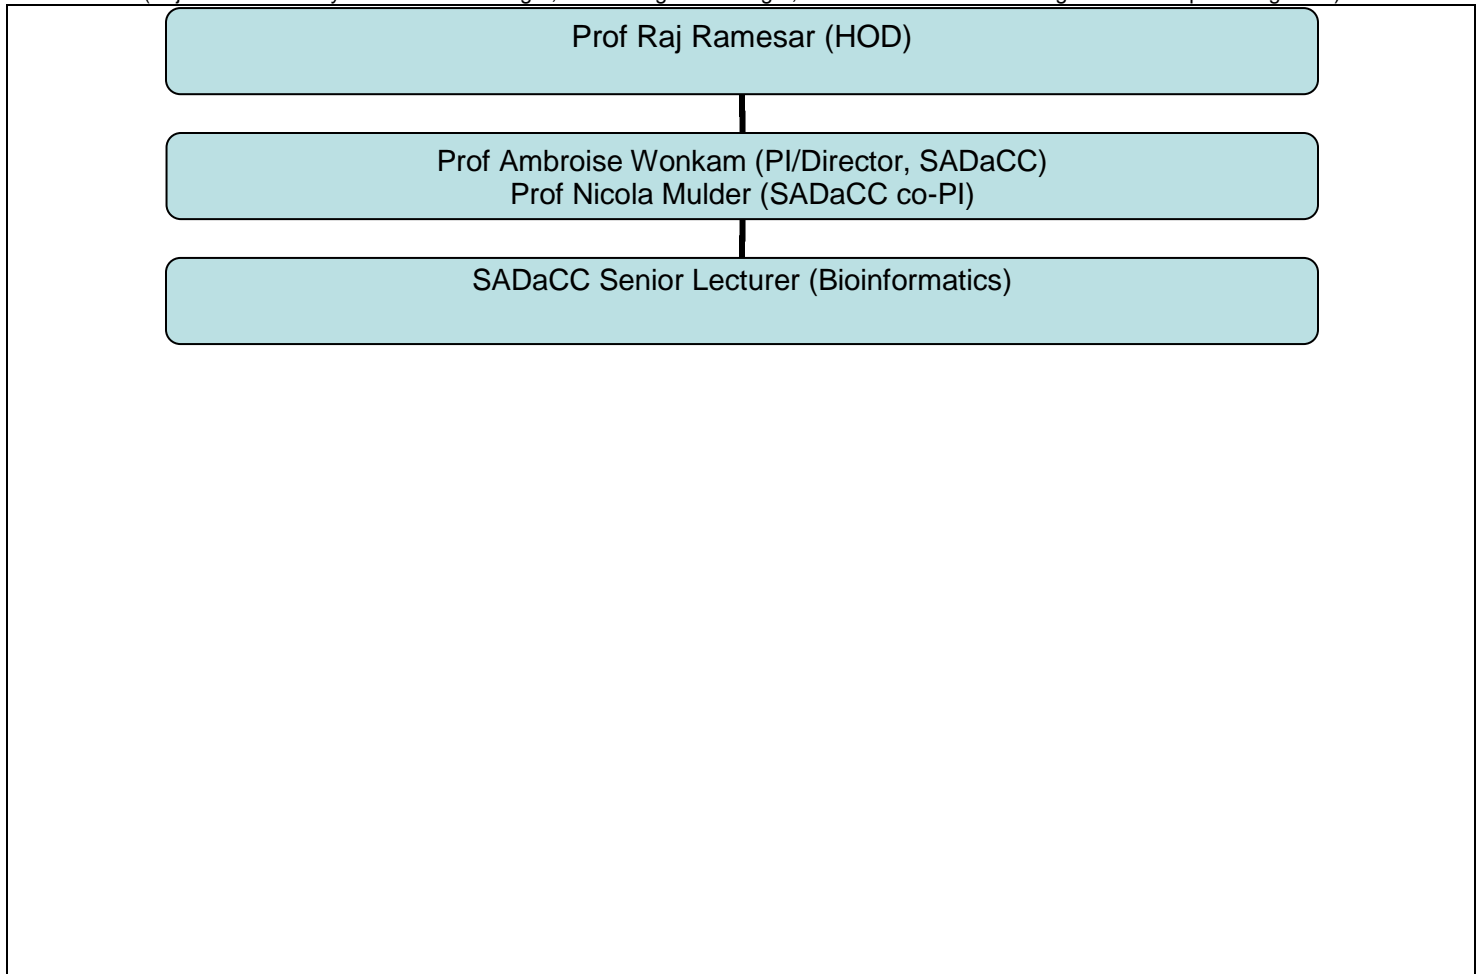 Prof Raj Ramesar (HOD)
Prof Ambroise Wonkam (PI/Director, SADaCC)
Prof Nicola Mulder (SADaCC co-PI)
SADaCC Senior Lecturer (Bioinformatics)